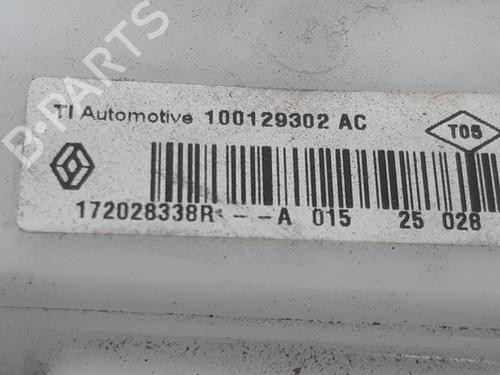 B-PARTS
TI Automotive 100129302 AC
T05
172028338R---A 015 25 028